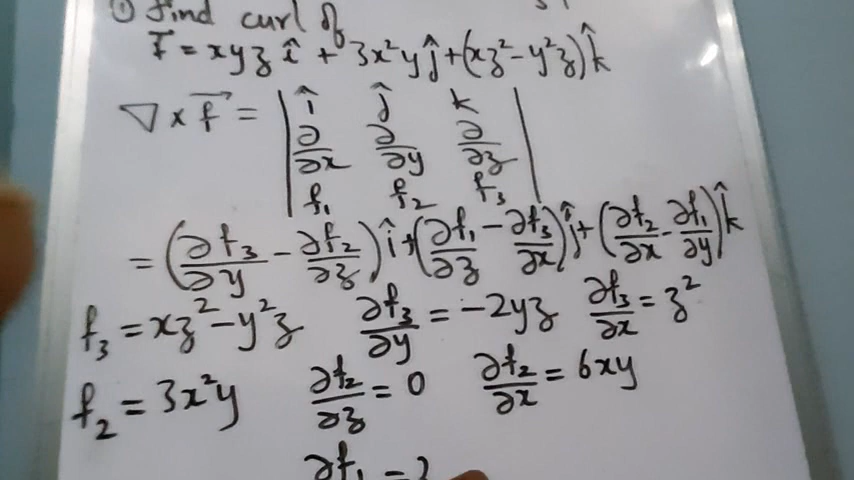 ① Find curl of
F⃗ = xyz î + 3x²y ĵ + (xz² - y²z) k̂
∇ × f⃗ = | î ĵ k
∂/∂x ∂/∂y ∂/∂z
f₁ f₂ f₃ |
= (∂f₃/∂y - ∂f₂/∂z) î + (∂f₁/∂z - ∂f₃/∂x) ĵ + (∂f₂/∂x - ∂f₁/∂y) k̂
f₃ = xz² - y²z ∂f₃/∂y = -2yz ∂f₃/∂x = z²
f₂ = 3x²y ∂f₂/∂z = 0 ∂f₂/∂x = 6xy
∂f₁ =